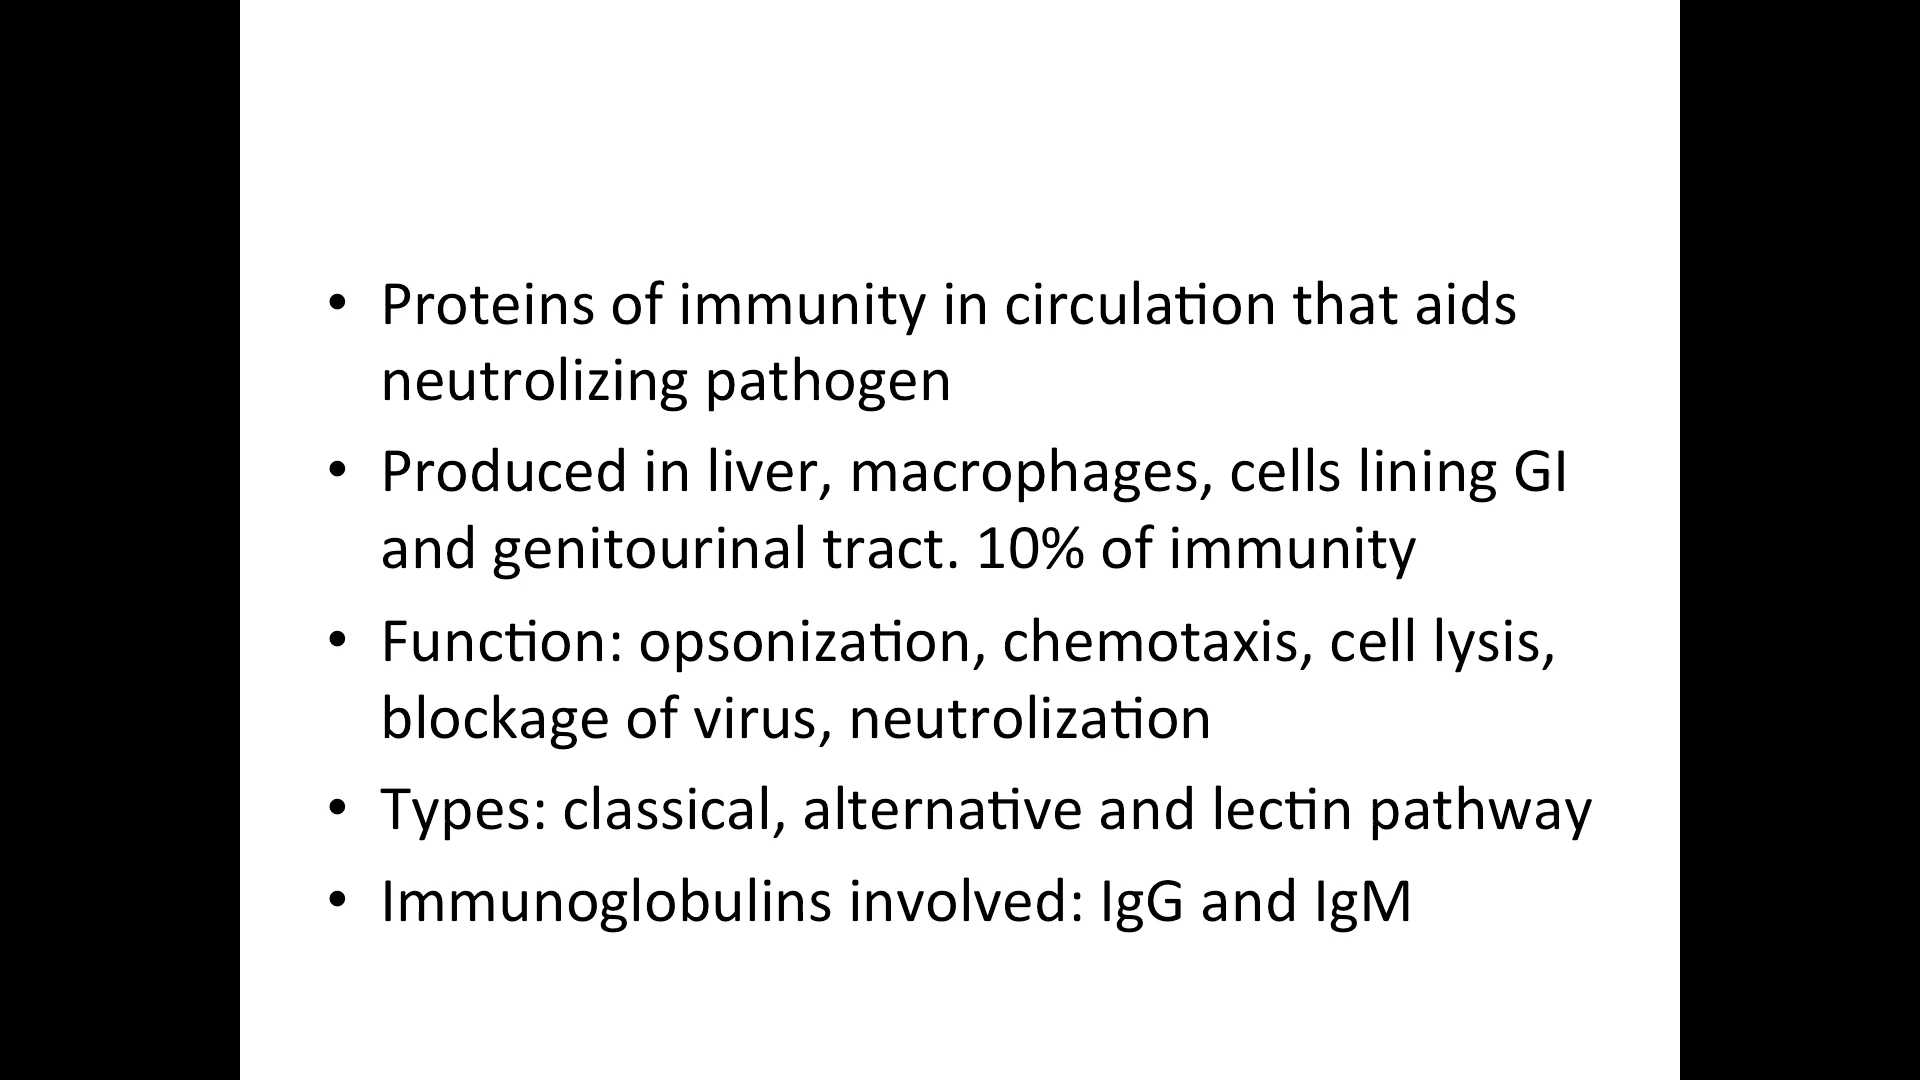 • Proteins of immunity in circulation that aids
neutrolizing pathogen
• Produced in liver, macrophages, cells lining GI
and genitourinal tract. 10% of immunity
• Function: opsonization, chemotaxis, cell lysis,
blockage of virus, neutrolization
• Types: classical, alternative and lectin pathway
• Immunoglobulins involved: IgG and IgM